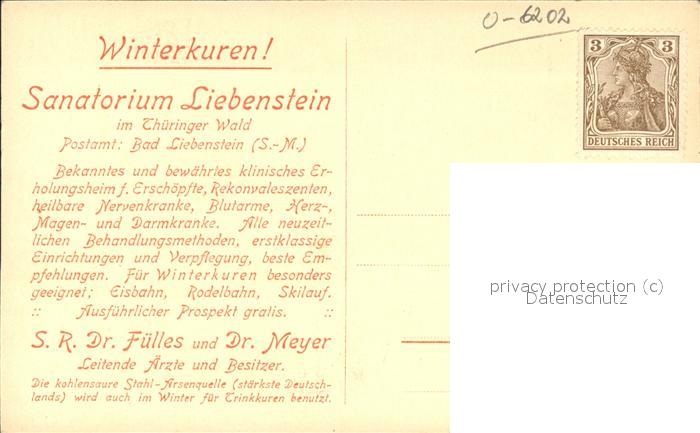 O-6202
Winterkuren!
3 3
DEUTSCHES REICH
Sanatorium Liebenstein
im Thüringer Wald
Postamt: Bad Liebenstein (S.-M.)
Bekanntes und bewährtes klinisches Er-
holungsheim f. Erschöpfte, Rekonvaleszenten,
heilbare Nervenkranke, Blutarme, Herz-,
Magen- und Darmkranke. Alle neuzeit-
lichen Behandlungsmethoden, erstklassige
Einrichtungen und Verpflegung, beste Em-
pfehlungen. Für Winterkuren besonders
geeignet; Eisbahn, Rodelbahn, Skilauf.
:: Ausführlicher Prospekt gratis. ::
S. R. Dr. Fülles und Dr. Meyer
Leitende Ärzte und Besitzer.
Die kohlensaure Stahl-Arsenquelle (stärkste Deutsch-
lands) wird auch im Winter für Trinkkuren benutzt.
privacy protection (c)
Datenschutz